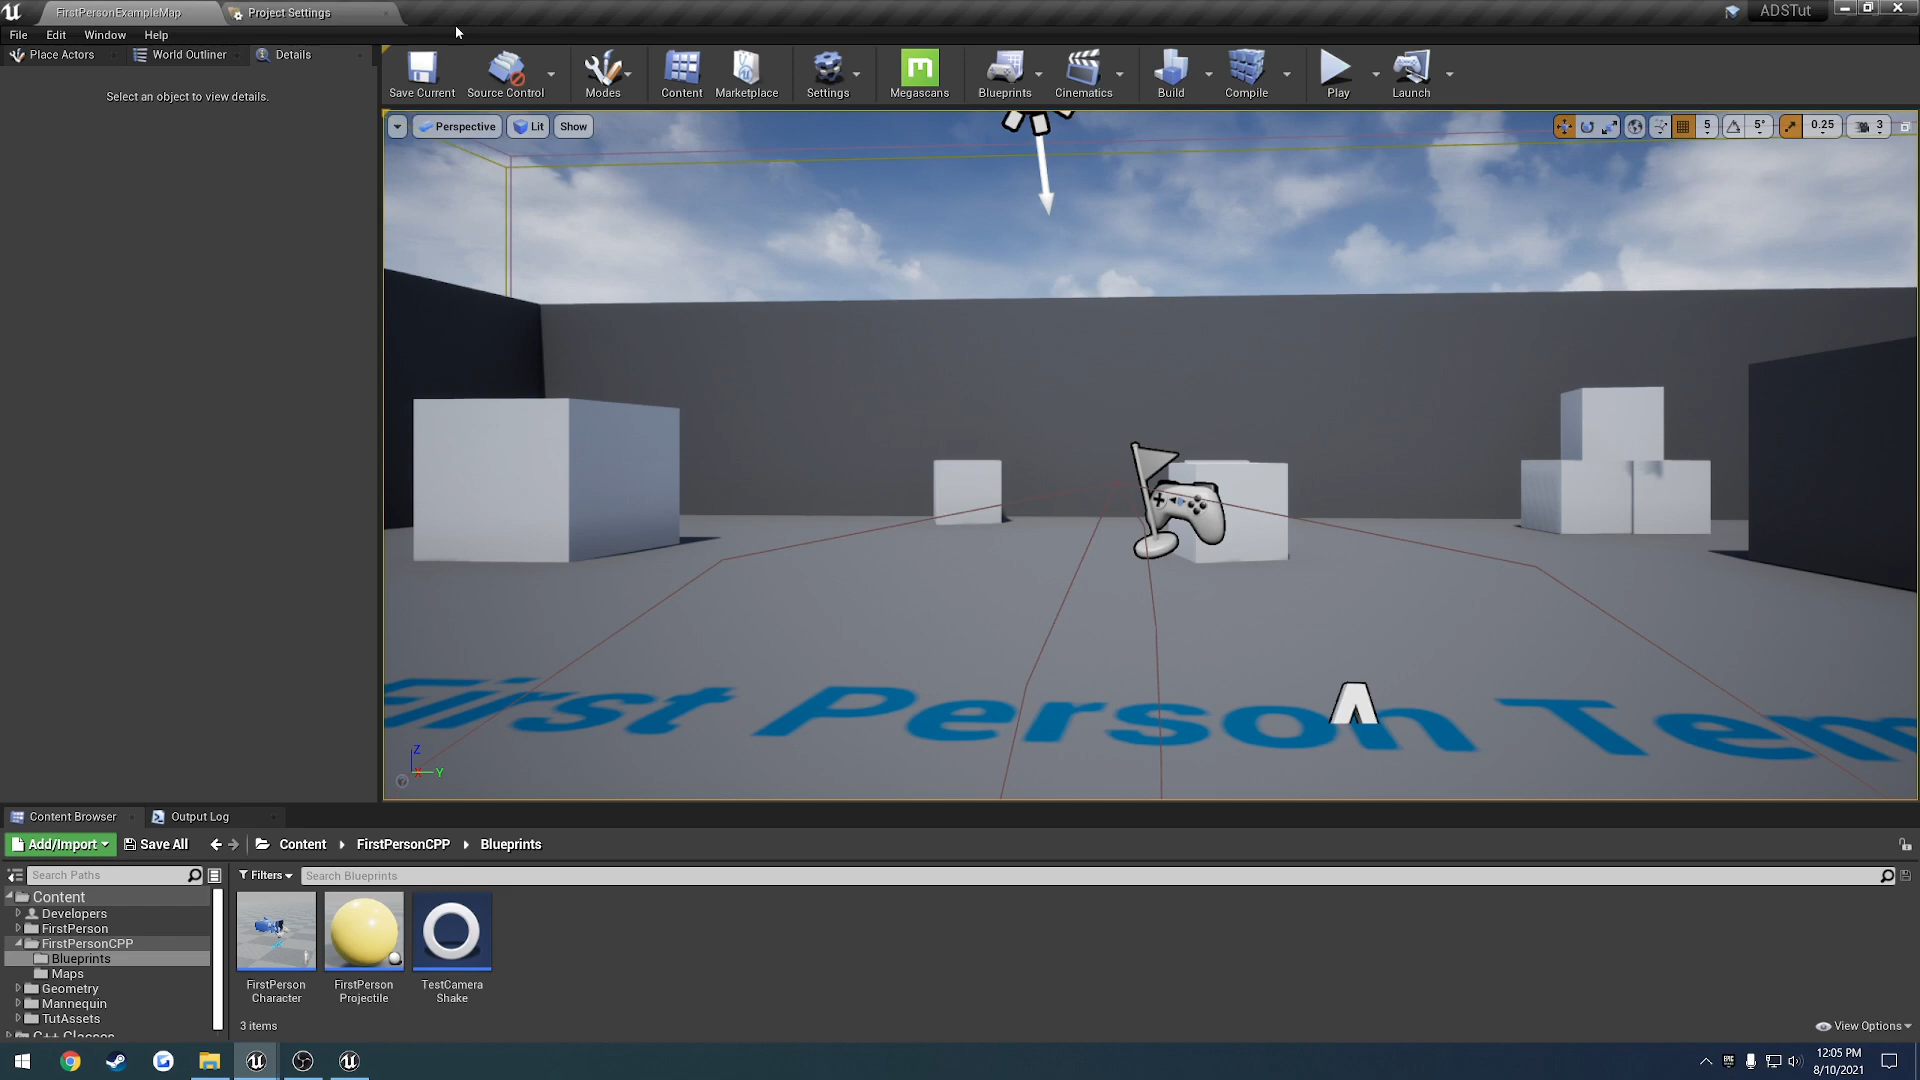 FirstPersonExampleMap
Project Settings
ADSTut
File Edit Window Help
Place Actors
World Outliner
Details
Select an object to view details.
Save Current
Source Control
Modes
Content
Marketplace
Settings
Megascans
Blueprints
Cinematics
Build
Compile
Play
Launch
Perspective
Lit
Show
5
5°
0.25
3
First Person Tem
Z
X
Y
Content Browser
Output Log
Add/Import
Save All
Content
FirstPersonCPP
Blueprints
Search Paths
Filters
Search Blueprints
Content
Developers
FirstPerson
FirstPersonCPP
Blueprints
Maps
Geometry
Mannequin
TutAssets
C++ Classes
FirstPerson
Character
FirstPerson
Projectile
TestCamera
Shake
3 items
View Options
12:05 PM
8/10/2021